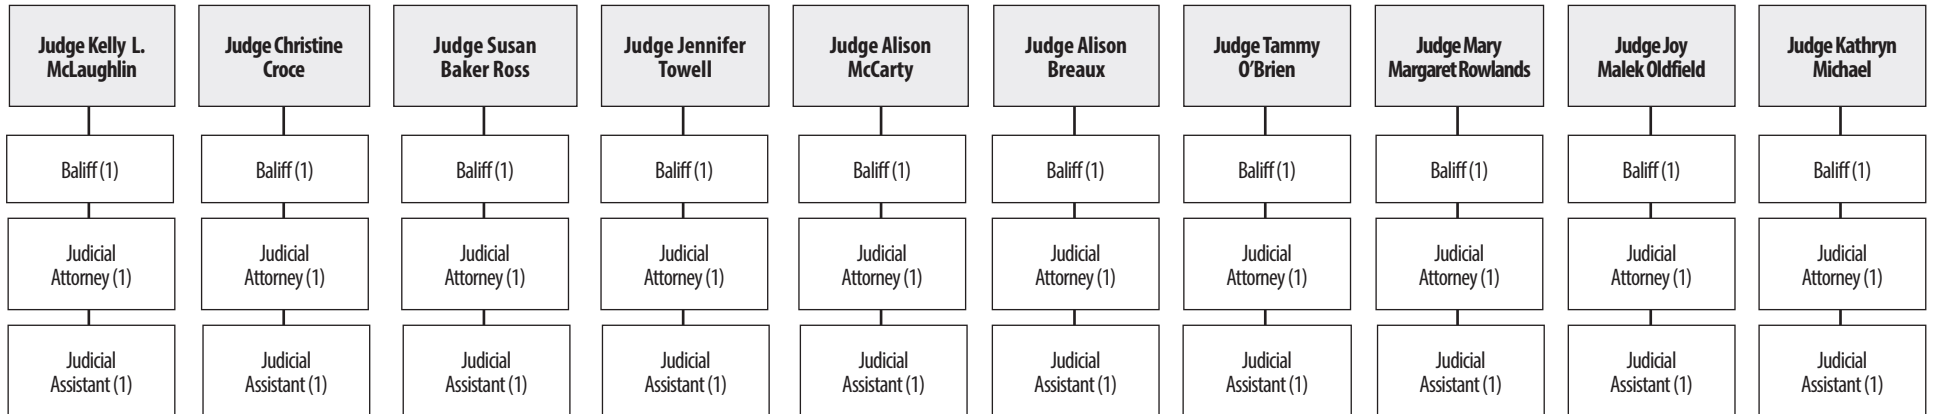 Judge Kelly L.
McLaughlin
Judge Christine
Croce
Judge Susan
Baker Ross
Judge Jennifer
Towell
Judge Alison
McCarty
Judge Alison
Breaux
Judge Tammy
O’Brien
Judge Mary
Margaret Rowlands
Judge Joy
Malek Oldfield
Judge Kathryn
Michael
Baliff (1)
Baliff (1)
Baliff (1)
Baliff (1)
Baliff (1)
Baliff (1)
Baliff (1)
Baliff (1)
Baliff (1)
Baliff (1)
Judicial
Attorney (1)
Judicial
Attorney (1)
Judicial
Attorney (1)
Judicial
Attorney (1)
Judicial
Attorney (1)
Judicial
Attorney (1)
Judicial
Attorney (1)
Judicial
Attorney (1)
Judicial
Attorney (1)
Judicial
Attorney (1)
Judicial
Assistant (1)
Judicial
Assistant (1)
Judicial
Assistant (1)
Judicial
Assistant (1)
Judicial
Assistant (1)
Judicial
Assistant (1)
Judicial
Assistant (1)
Judicial
Assistant (1)
Judicial
Assistant (1)
Judicial
Assistant (1)